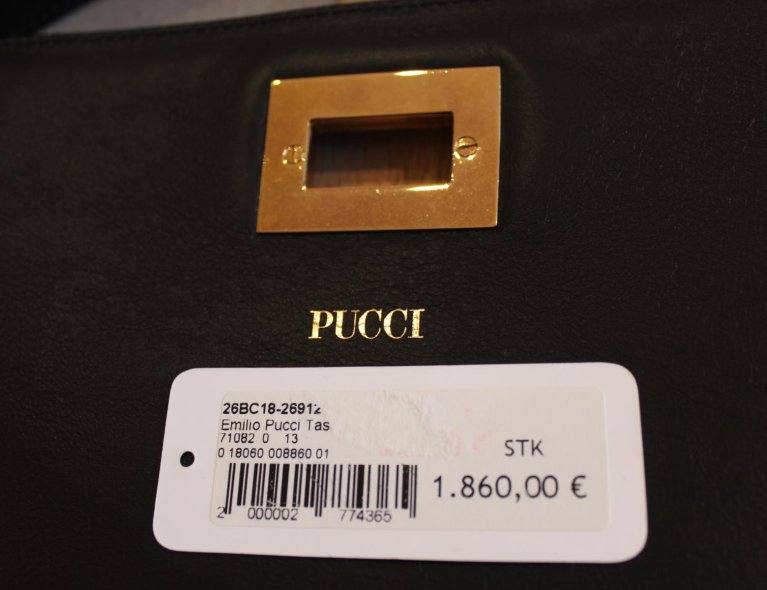 PUCCI
26BC18-26912
Emilio Pucci Tas
71082 0 13
0 18060 008860 01
STK
1.860,00 €
2 000002 774365